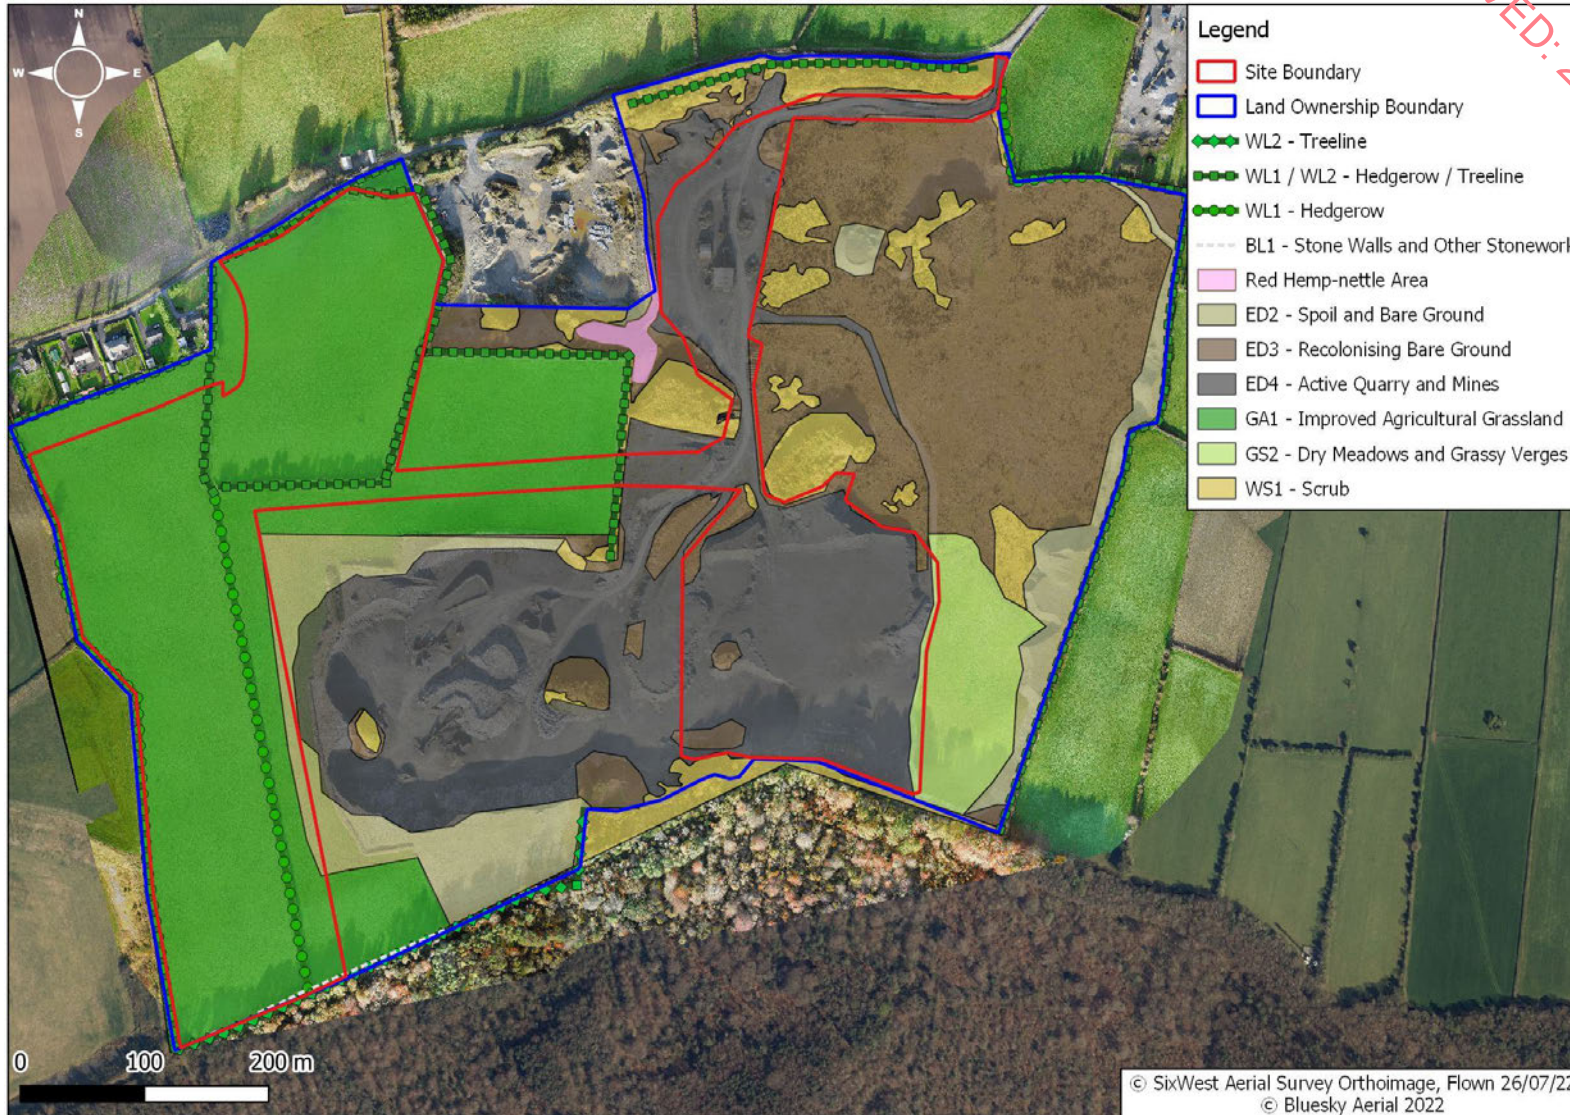 N
W E
S
Legend
Site Boundary
Land Ownership Boundary
WL2 - Treeline
WL1 / WL2 - Hedgerow / Treeline
WL1 - Hedgerow
BL1 - Stone Walls and Other Stonework
Red Hemp-nettle Area
ED2 - Spoil and Bare Ground
ED3 - Recolonising Bare Ground
ED4 - Active Quarry and Mines
GA1 - Improved Agricultural Grassland
GS2 - Dry Meadows and Grassy Verges
WS1 - Scrub
0 100 200 m
© SixWest Aerial Survey Orthoimage, Flown 26/07/22
© Bluesky Aerial 2022